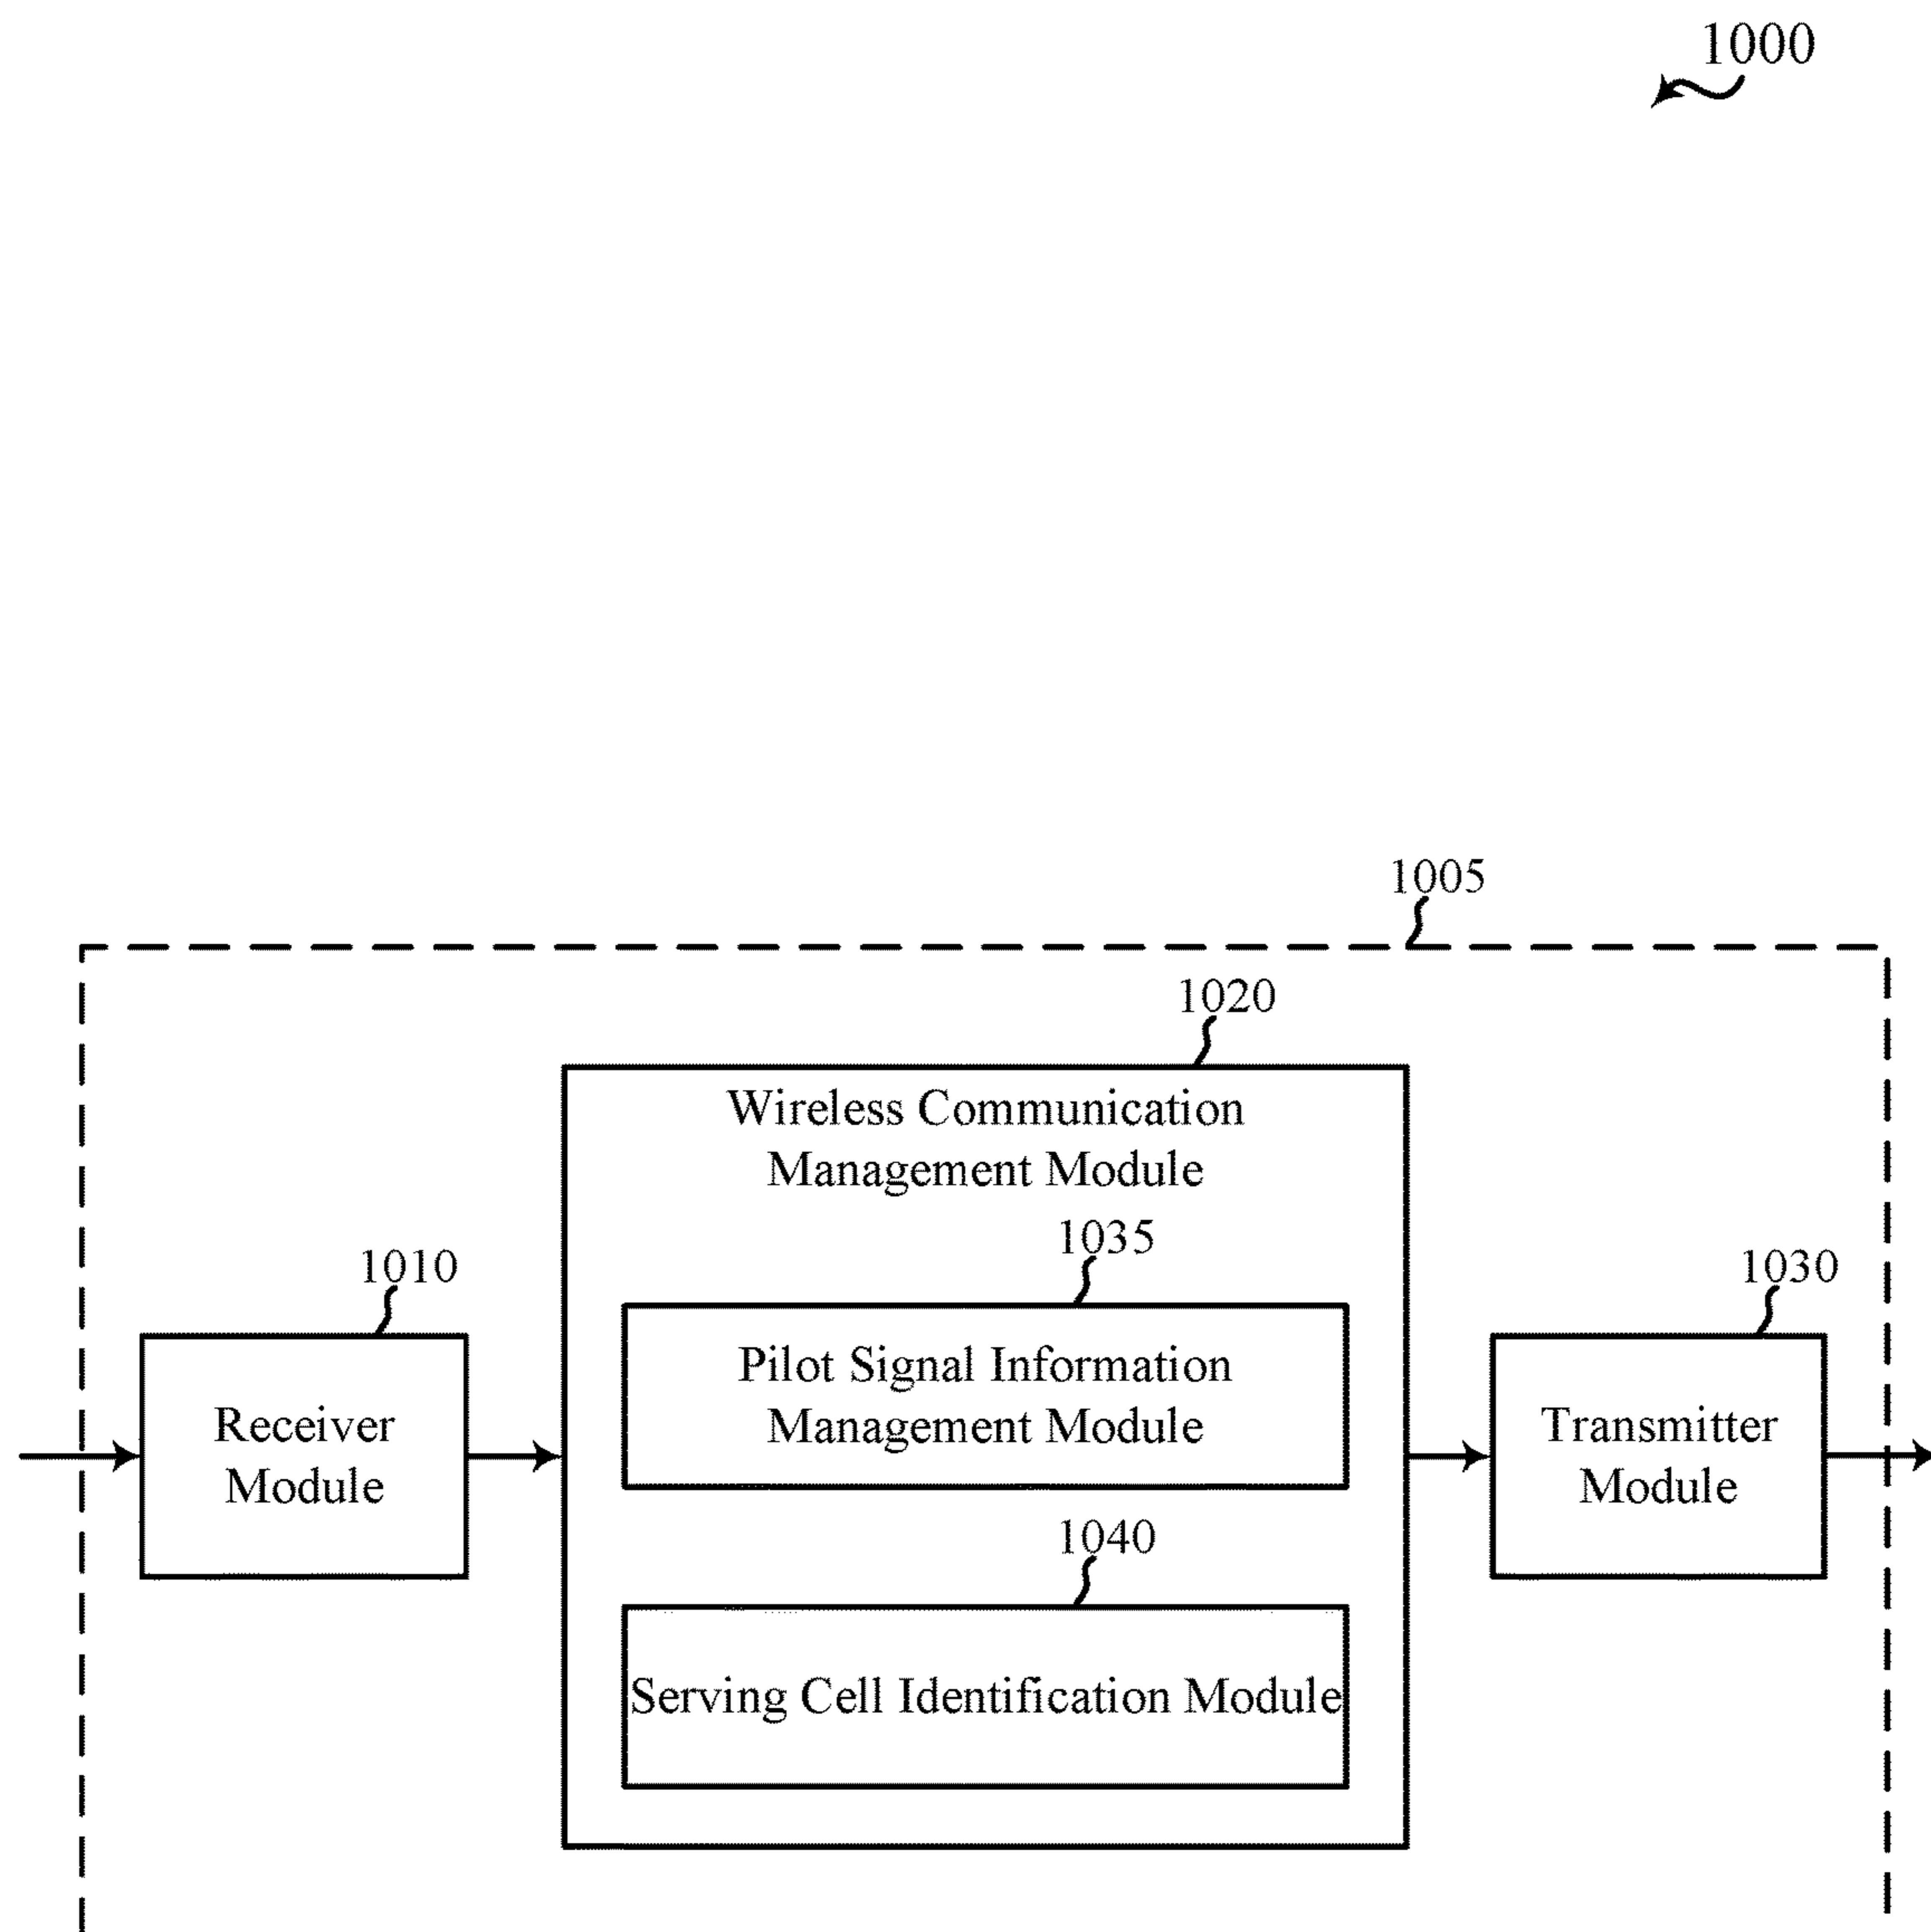 1000
1005
1020
Wireless Communication
Management Module
1035
1010
1030
Pilot Signal Information
Management Module
Receiver
Module
Transmitter
Module
1040
Serving Cell Identification Module